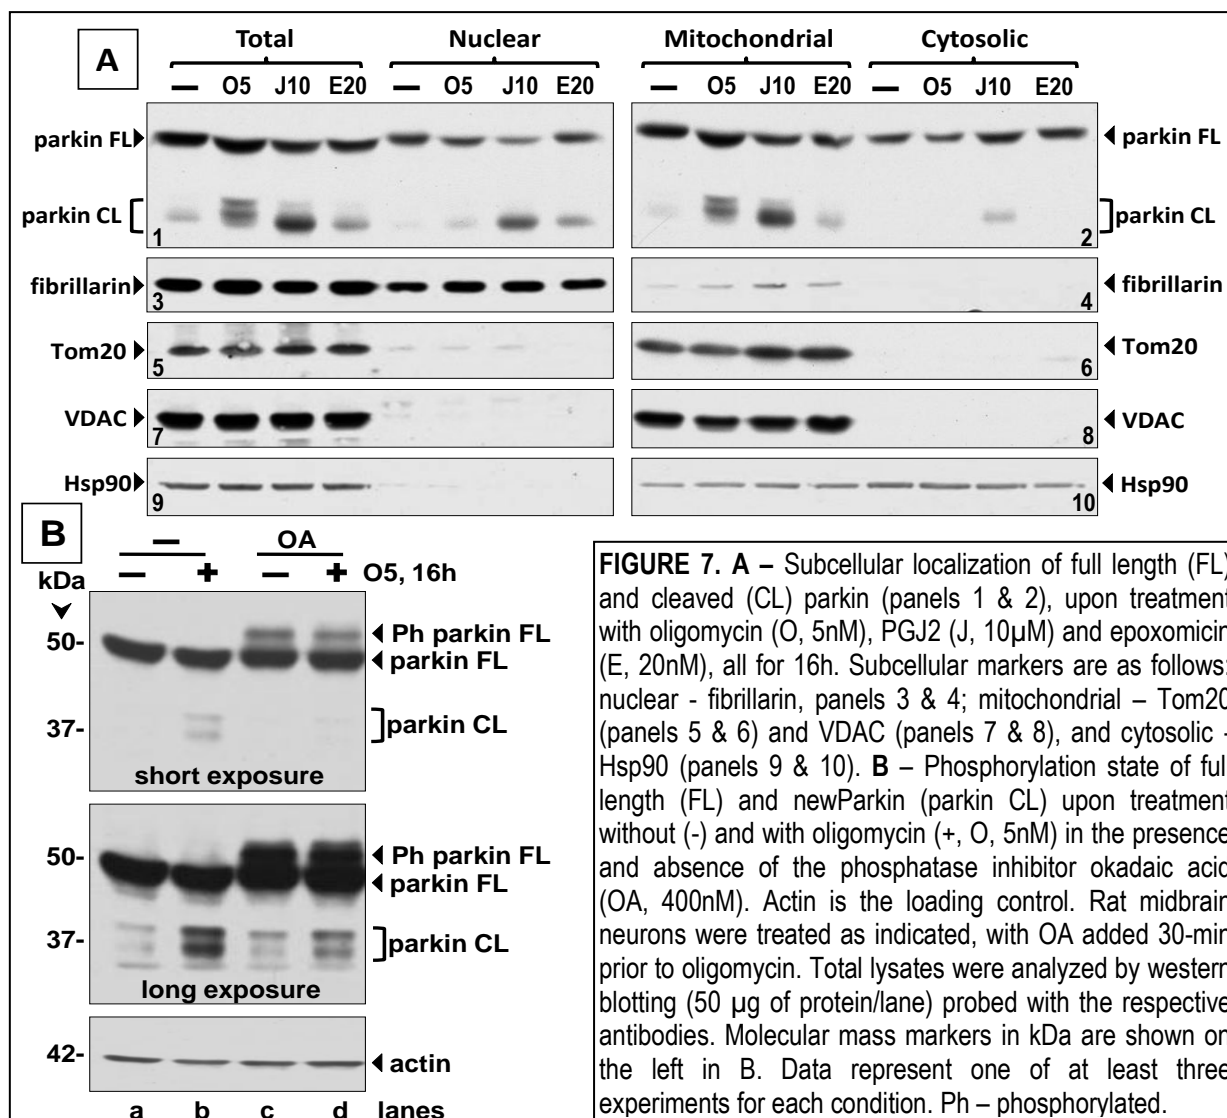 A
Total Nuclear Mitochondrial Cytosolic
— O5 J10 E20 — O5 J10 E20 — O5 J10 E20 — O5 J10 E20
parkin FL parkin FL
parkin CL parkin CL
1 2
fibrillarin fibrillarin
3 4
Tom20 Tom20
5 6
VDAC VDAC
7 8
Hsp90 Hsp90
9 10
B
— OA
kDa — + — + O5, 16h
50- Ph parkin FL
parkin FL
37- parkin CL
short exposure
50- Ph parkin FL
parkin FL
37- parkin CL
long exposure
42- actin
a b c d lanes
FIGURE 7. A – Subcellular localization of full length (FL)
and cleaved (CL) parkin (panels 1 & 2), upon treatment
with oligomycin (O, 5nM), PGJ2 (J, 10µM) and epoxomicin
(E, 20nM), all for 16h. Subcellular markers are as follows:
nuclear - fibrillarin, panels 3 & 4; mitochondrial – Tom20
(panels 5 & 6) and VDAC (panels 7 & 8), and cytosolic -
Hsp90 (panels 9 & 10). B – Phosphorylation state of full
length (FL) and newParkin (parkin CL) upon treatment
without (-) and with oligomycin (+, O, 5nM) in the presence
and absence of the phosphatase inhibitor okadaic acid
(OA, 400nM). Actin is the loading control. Rat midbrain
neurons were treated as indicated, with OA added 30-min
prior to oligomycin. Total lysates were analyzed by western
blotting (50 µg of protein/lane) probed with the respective
antibodies. Molecular mass markers in kDa are shown on
the left in B. Data represent one of at least three
experiments for each condition. Ph – phosphorylated.